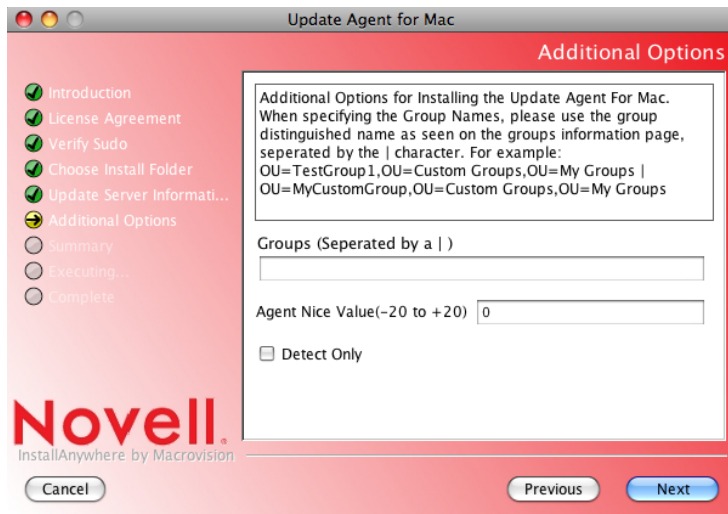 Update Agent for Mac
Additional Options
Introduction
License Agreement
Verify Sudo
Choose Install Folder
Update Server Informati...
Additional Options
Summary
Executing...
Complete
Additional Options for Installing the Update Agent For Mac.
When specifying the Group Names, please use the group
distinguished name as seen on the groups information page,
seperated by the | character. For example:
OU=TestGroup1,OU=Custom Groups,OU=My Groups |
OU=MyCustomGroup,OU=Custom Groups,OU=My Groups
Groups (Seperated by a | )
Agent Nice Value(-20 to +20) 0
Detect Only
Novell.
InstallAnywhere by Macrovision
Cancel Previous Next